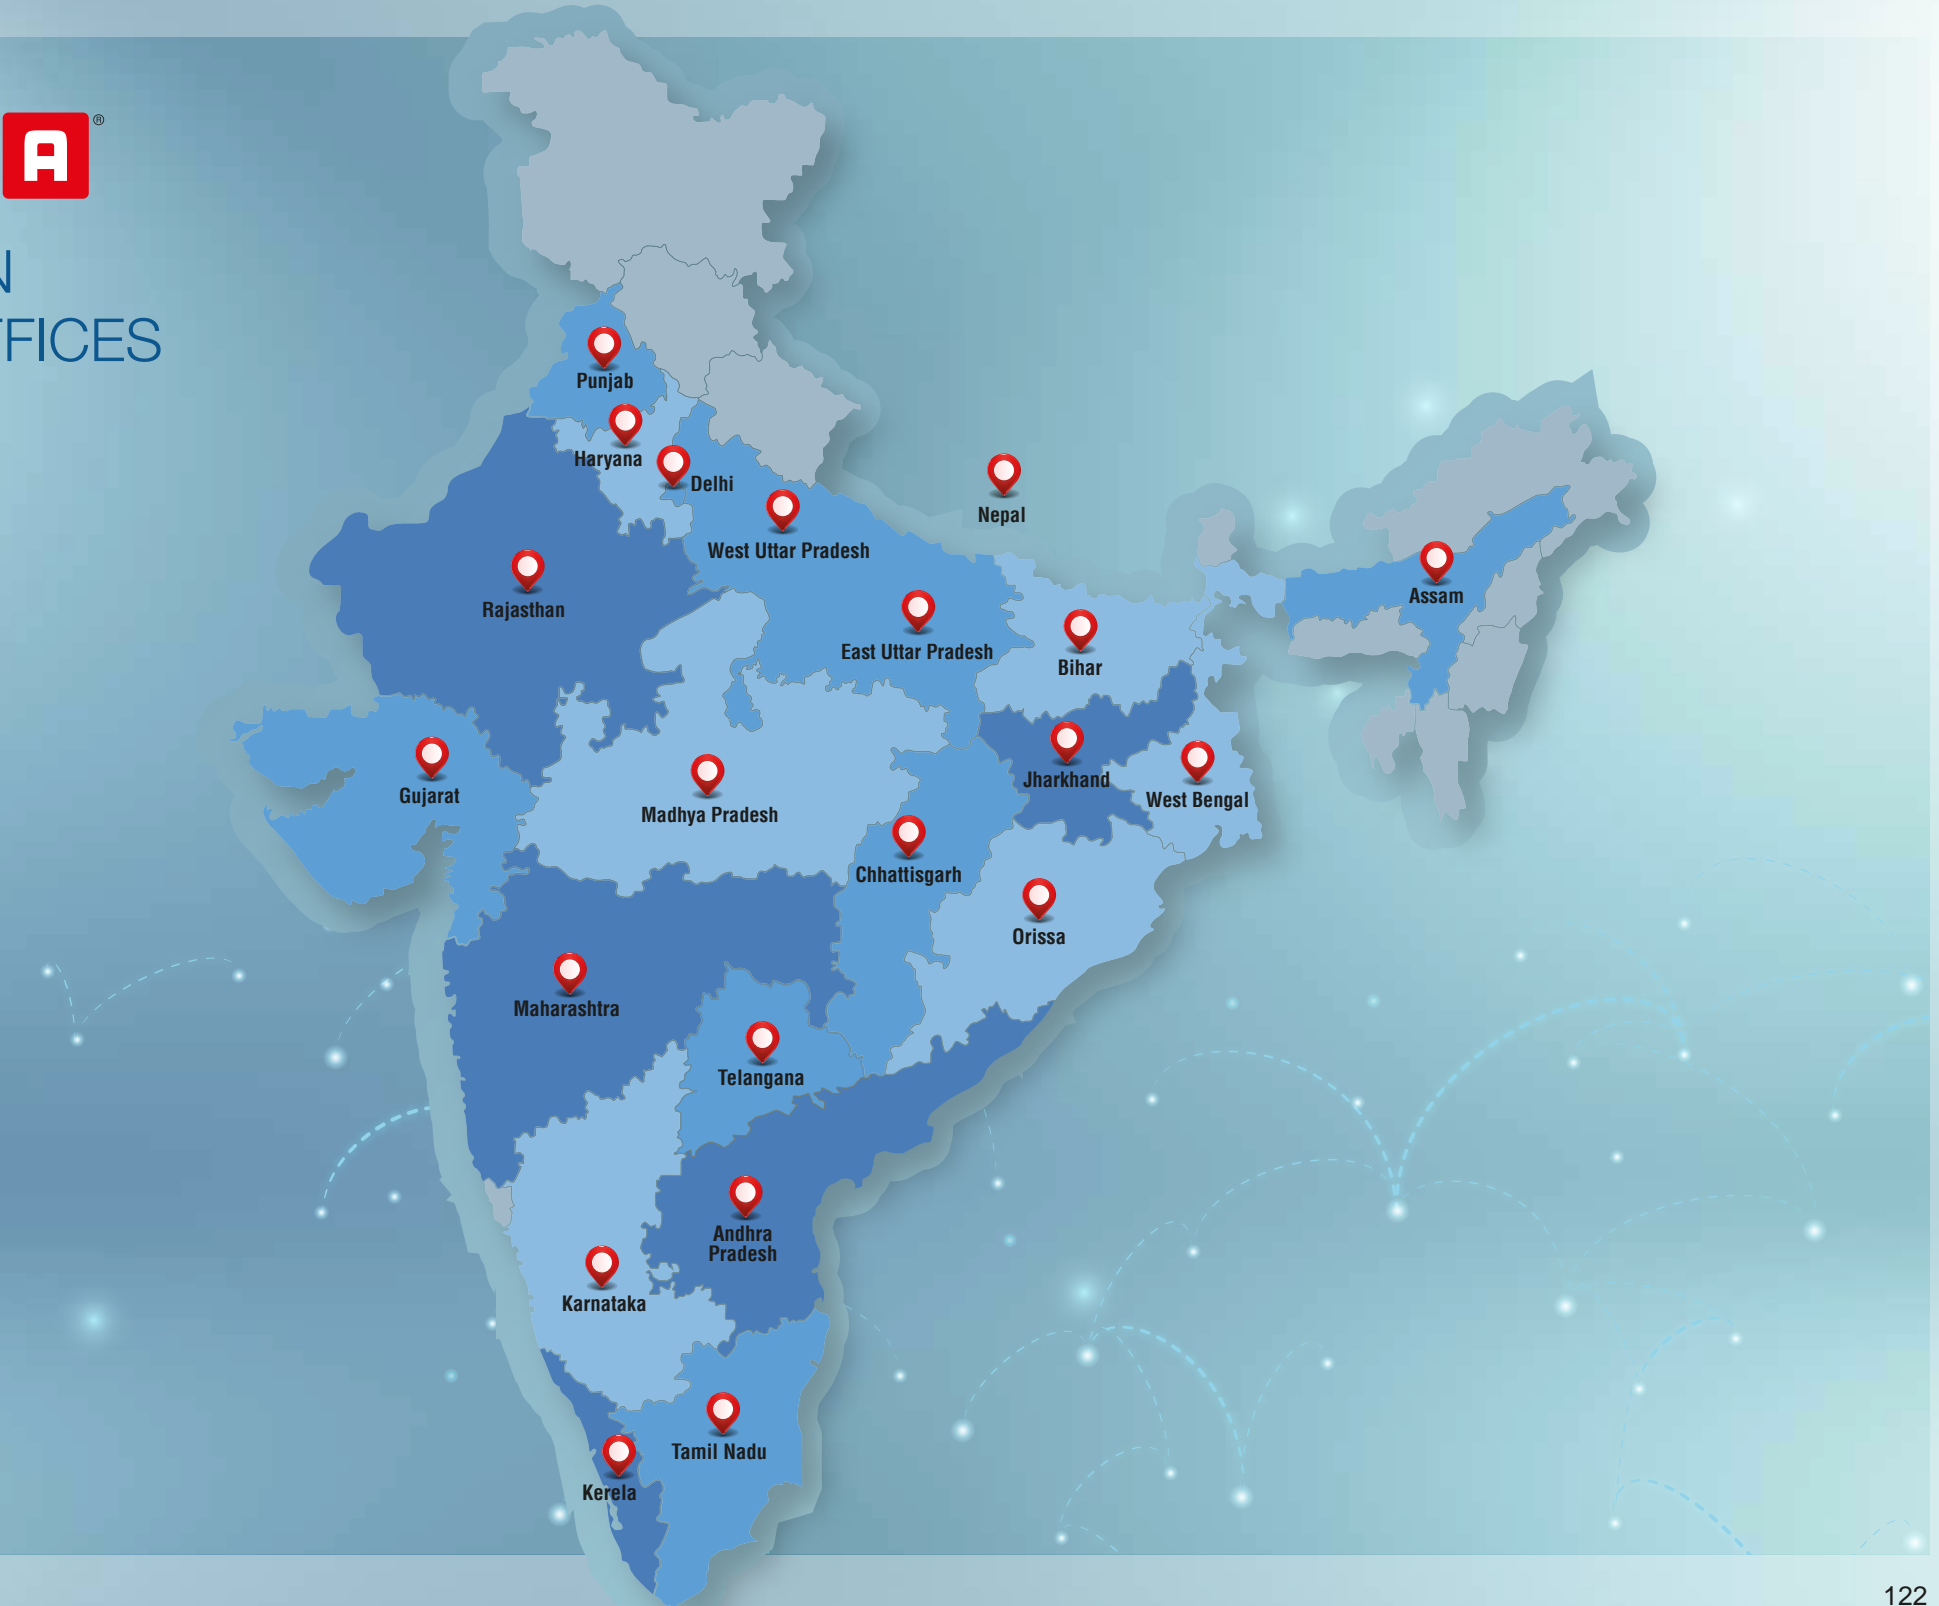 A®
N
FFICES
Punjab
Haryana
Delhi
Nepal
West Uttar Pradesh
Assam
Rajasthan
East Uttar Pradesh
Bihar
Gujarat
Jharkhand
Madhya Pradesh
West Bengal
Chhattisgarh
Orissa
Maharashtra
Telangana
Andhra
Pradesh
Karnataka
Tamil Nadu
Kerela
122